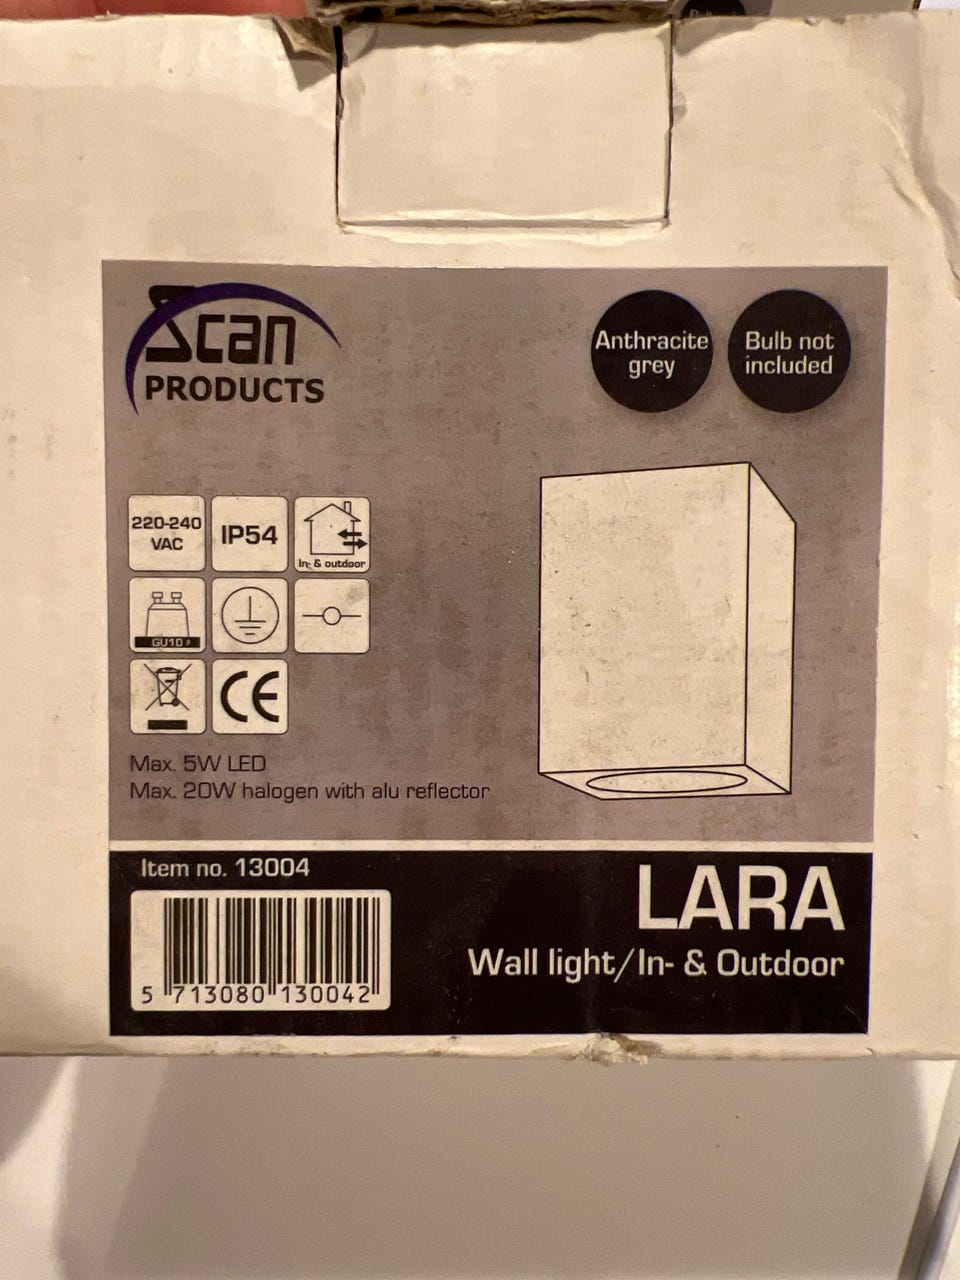 Scan
PRODUCTS
Anthracite
grey
Bulb not
included
220-240
VAC
IP54
In- & outdoor
GU10
CE
Max. 5W LED
Max. 20W halogen with alu reflector
Item no. 13004
5 713080 130042
LARA
Wall light/In- & Outdoor